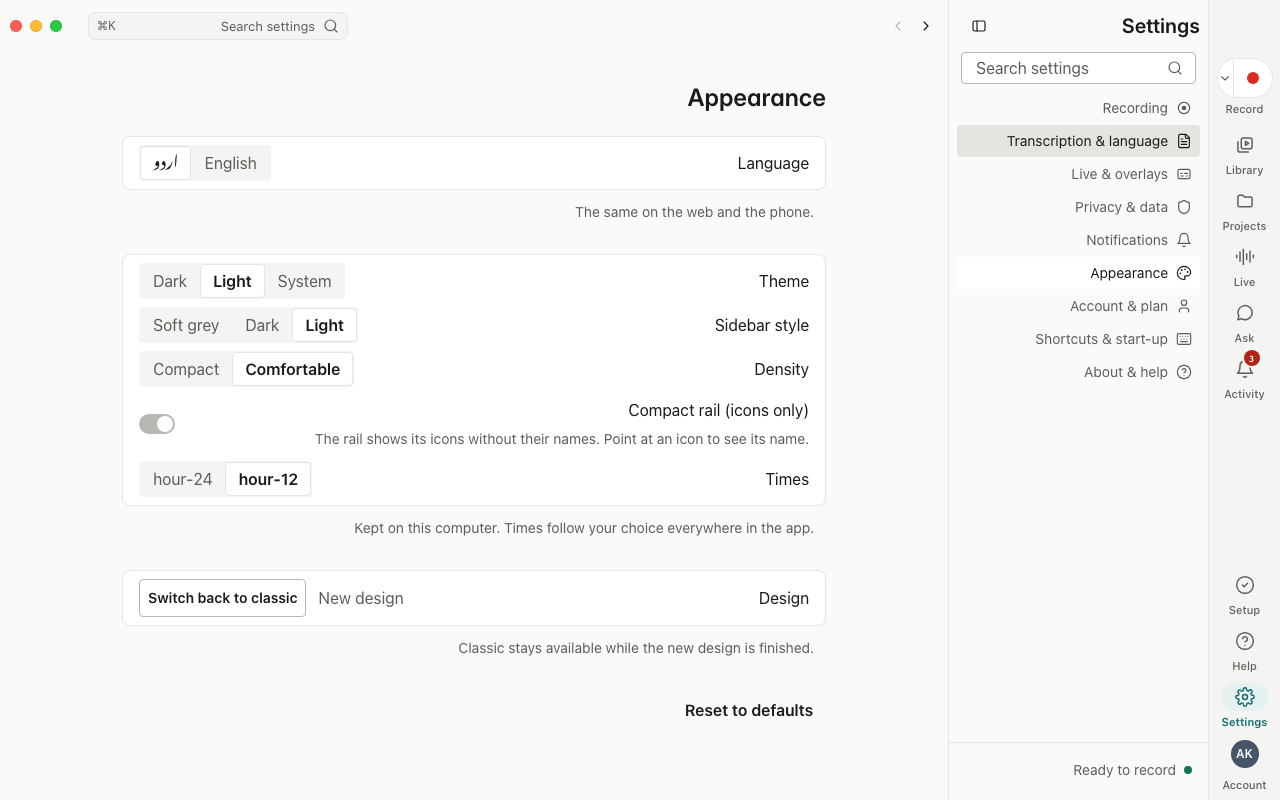 ⌘K Search settings
Settings
Search settings
Recording
Transcription & language
Live & overlays
Privacy & data
Notifications
Appearance
Account & plan
Shortcuts & start-up
About & help
Ready to record
Record
Library
Projects
Live
Ask
3
Activity
Setup
Help
Settings
AK
Account
Appearance
Language
اردو English
The same on the web and the phone.
Theme
Dark Light System
Sidebar style
Soft grey Dark Light
Density
Compact Comfortable
Compact rail (icons only)
The rail shows its icons without their names. Point at an icon to see its name.
Times
hour-24 hour-12
Kept on this computer. Times follow your choice everywhere in the app.
Design
Switch back to classic New design
Classic stays available while the new design is finished.
Reset to defaults